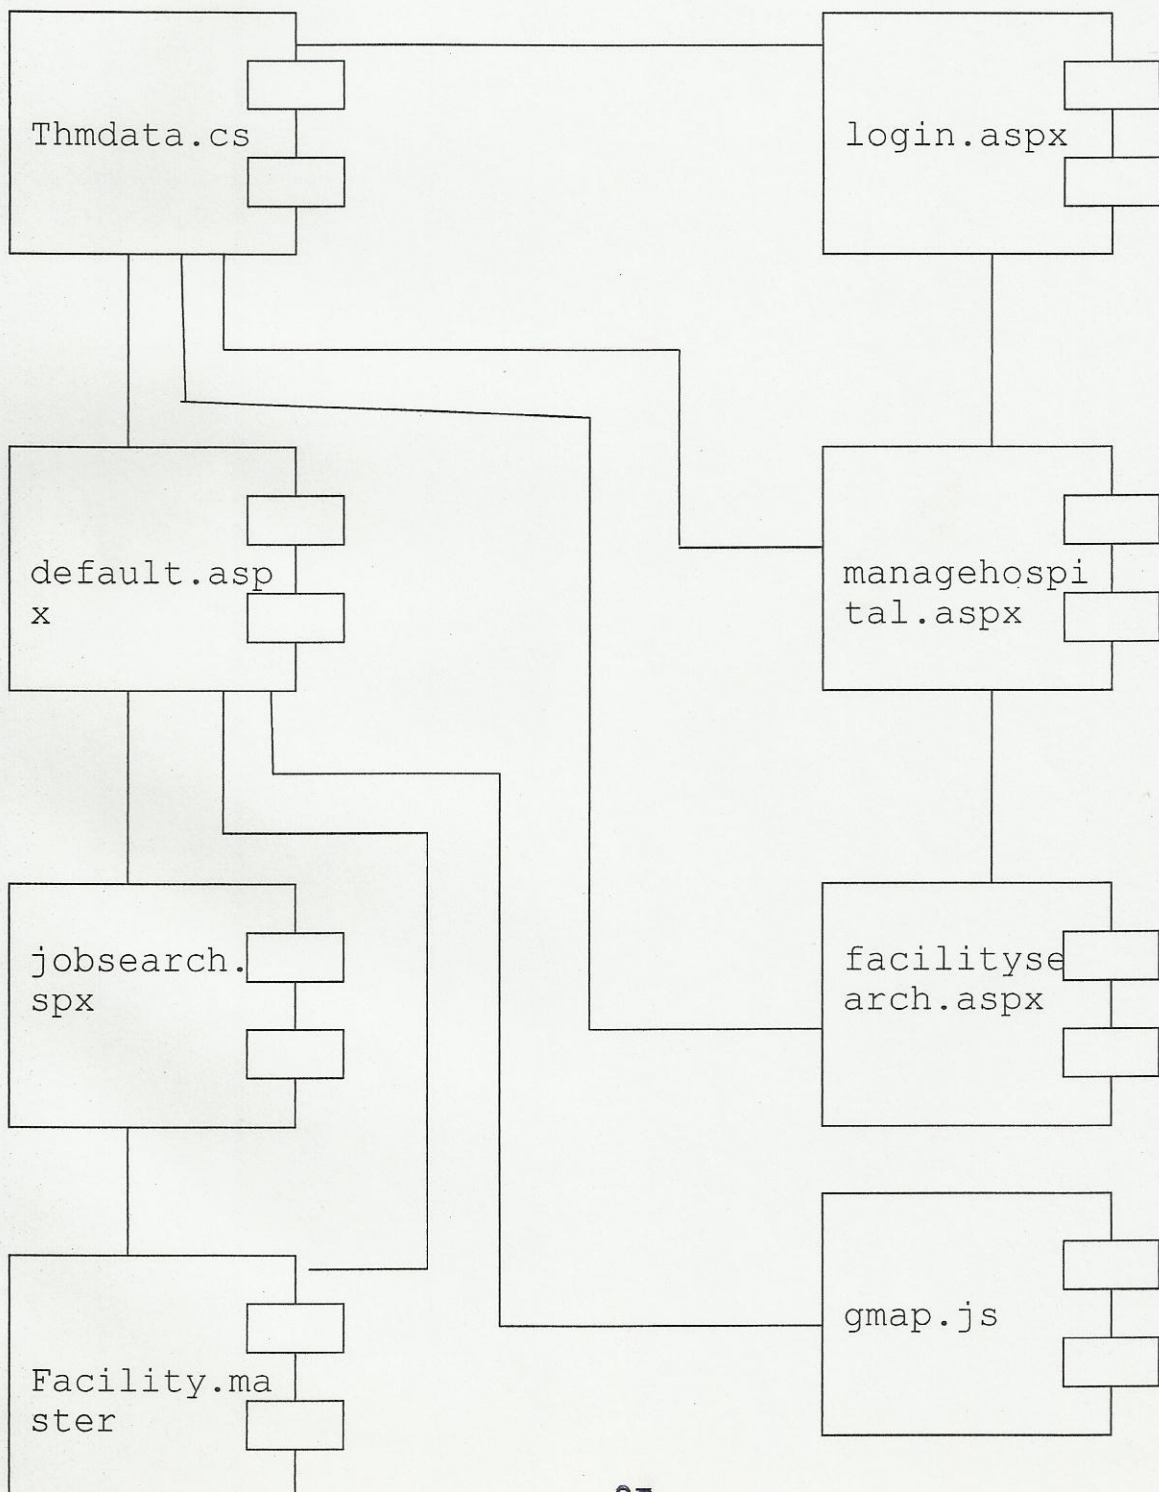 Thmdata.cs
login.aspx
default.asp
x
managehospi
tal.aspx
jobsearch.
spx
facilityse
arch.aspx
gmap.js
Facility.ma
ster